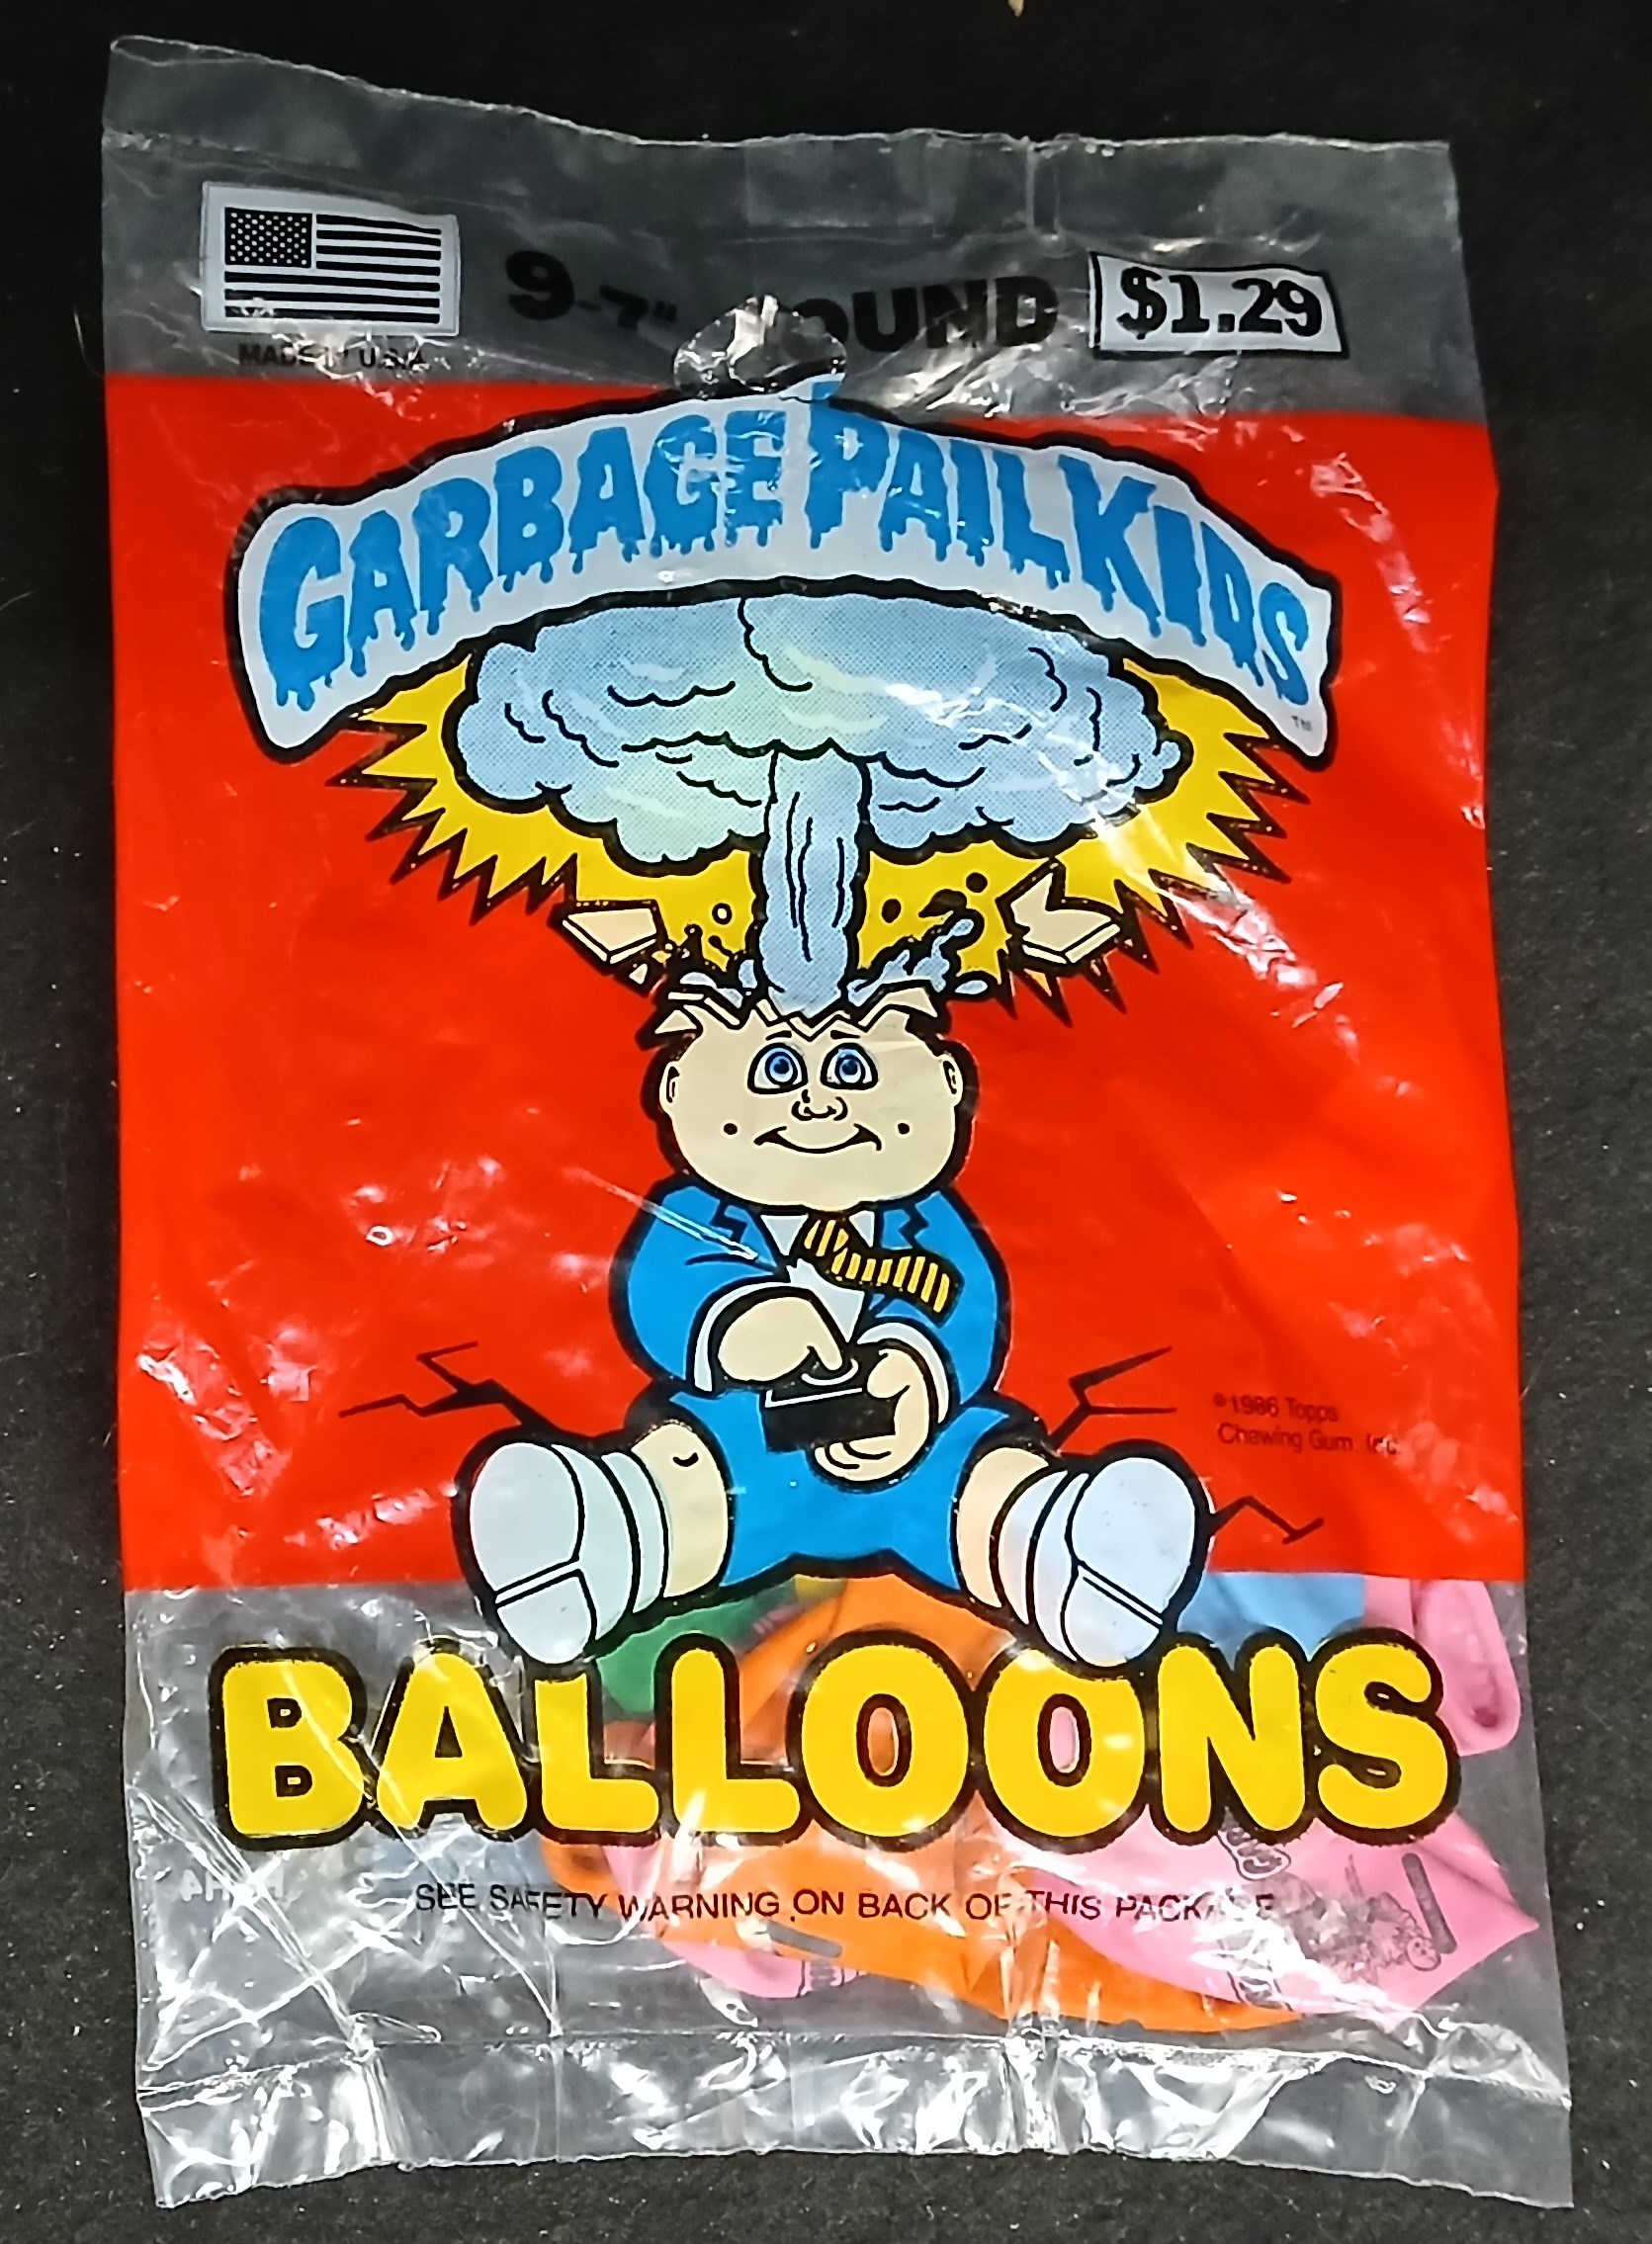 9-7" ROUND
$1.29
MADE IN U.S.A.
GARBAGE PAIL KIDS
TM
©1986 Topps
Chewing Gum, Inc.
BALLOONS
SEE SAFETY WARNING ON BACK OF THIS PACKAGE